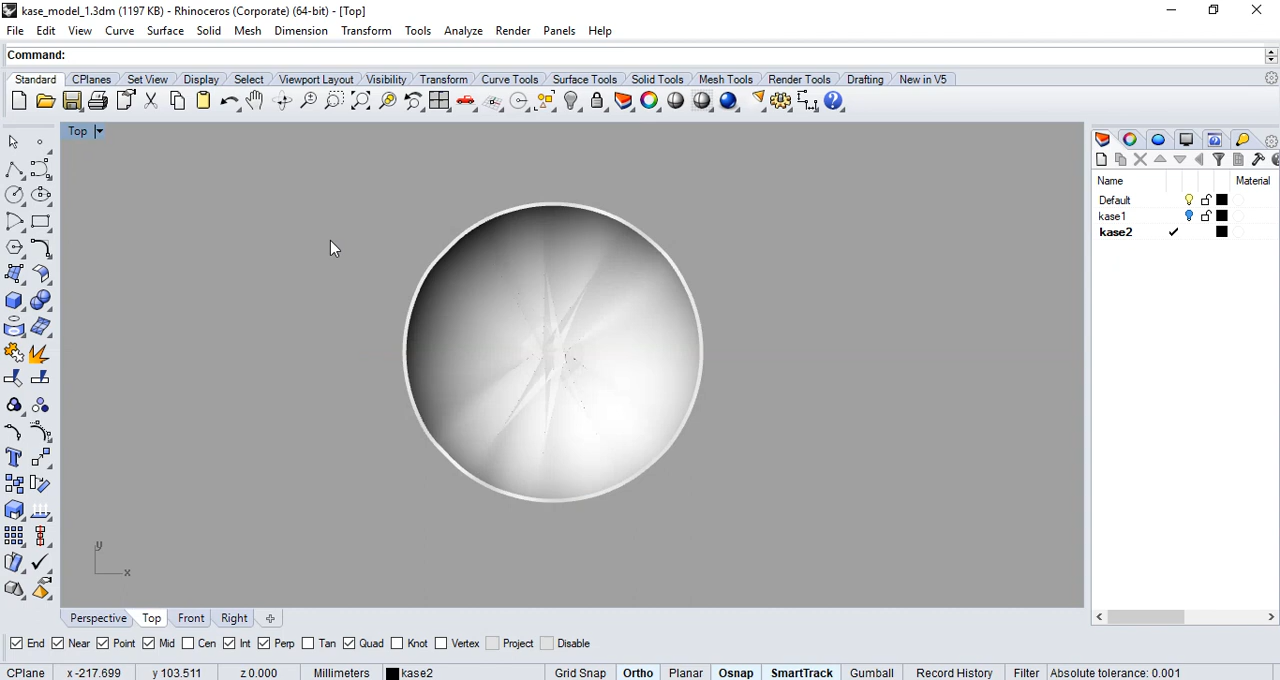 kase_model_1.3dm (1197 KB) - Rhinoceros (Corporate) (64-bit) - [Top]
File Edit View Curve Surface Solid Mesh Dimension Transform Tools Analyze Render Panels Help
Command:
Standard CPlanes Set View Display Select Viewport Layout Visibility Transform Curve Tools Surface Tools Solid Tools Mesh Tools Render Tools Drafting New in V5
Top
Name Material
Default
kase1
kase2
y
x
Perspective Top Front Right
End Near Point Mid Cen Int Perp Tan Quad Knot Vertex Project Disable
CPlane x -217.699 y 103.511 z 0.000 Millimeters kase2 Grid Snap Ortho Planar Osnap SmartTrack Gumball Record History Filter Absolute tolerance: 0.001